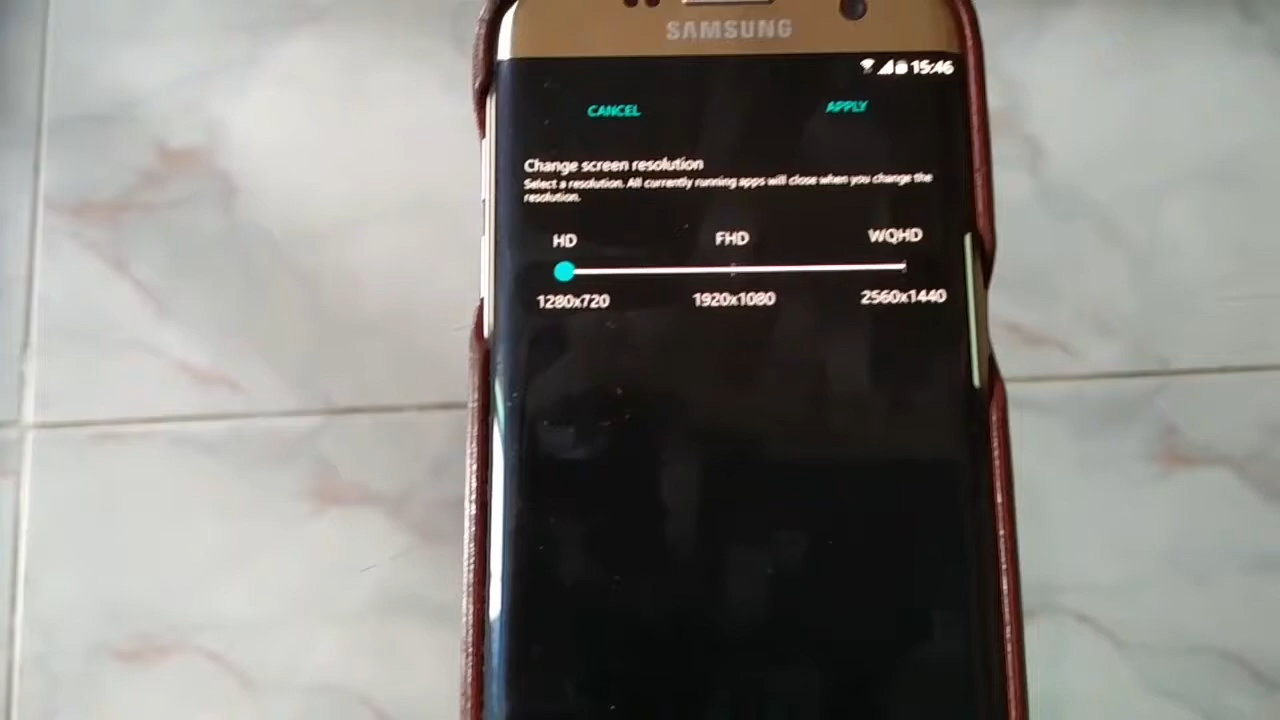 SAMSUNG
15:46
CANCEL APPLY
Change screen resolution
Select a resolution. All currently running apps will close when you change the
resolution.
HD FHD WQHD
1280x720 1920x1080 2560x1440